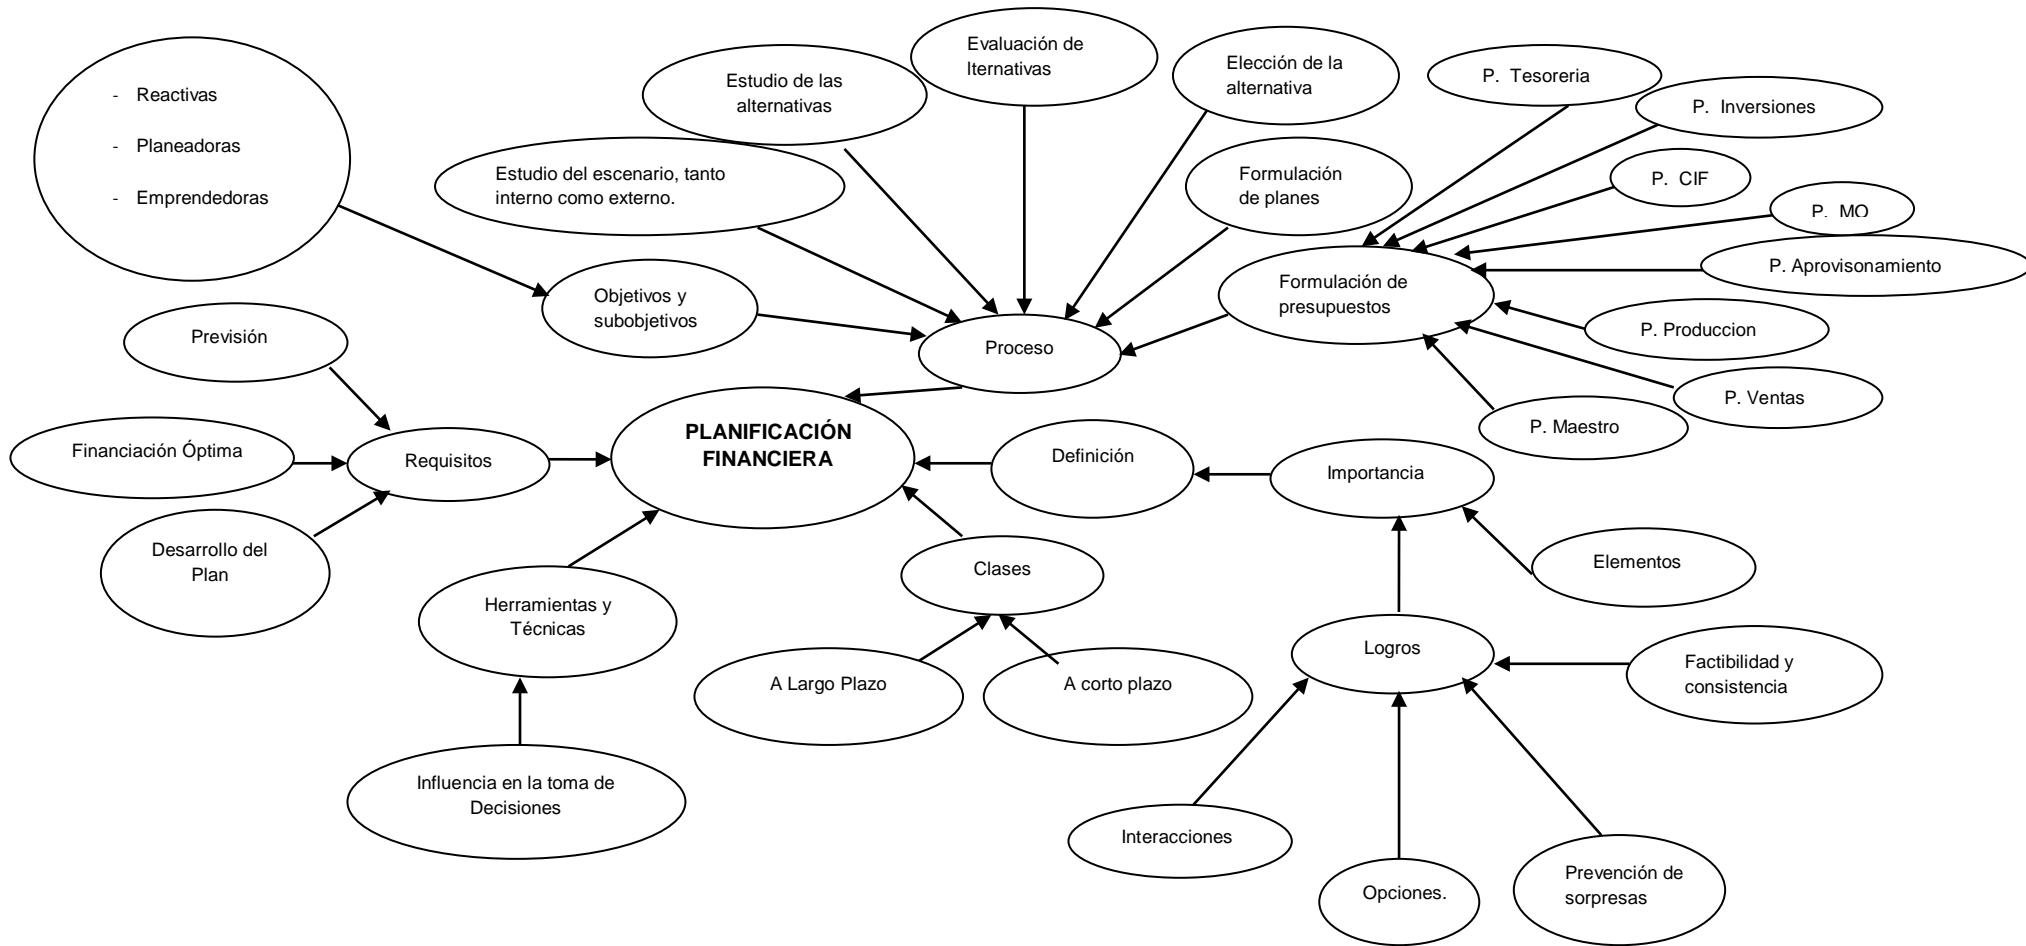 - Reactivas
- Planeadoras
- Emprendedoras
Estudio de las
alternativas
Evaluación de
lternativas
Elección de la
alternativa
P. Tesoreria
P. Inversiones
Estudio del escenario, tanto
interno como externo.
Formulación
de planes
P. CIF
P. MO
P. Aprovisonamiento
Objetivos y
subobjetivos
Formulación de
presupuestos
Previsión
Proceso
P. Produccion
P. Ventas
P. Maestro
PLANIFICACIÓN
FINANCIERA
Financiación Óptima
Requisitos
Definición
Importancia
Desarrollo del
Plan
Herramientas y
Técnicas
Clases
Elementos
A Largo Plazo
A corto plazo
Logros
Factibilidad y
consistencia
Influencia en la toma de
Decisiones
Interacciones
Opciones.
Prevención de
sorpresas